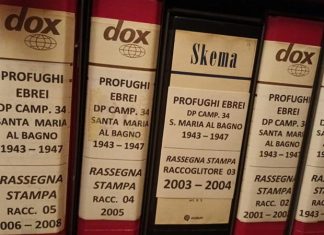 dox
PROFUGHI
EBREI
DP CAMP. 34
SANTA MARIA
AL BAGNO
1943 – 1947
RASSEGNA
STAMPA
RACC. 05
006 – 2008
dox
PROFUGHI
EBREI
DP CAMP. 34
SANTA MARIA
AL BAGNO
1943 – 1947
RASSEGNA
STAMPA
RACC. 04
2005
Skema
PROFUGHI EBREI
DP CAMP. 34
S. MARIA AL BAGNO
1943 – 1947
RASSEGNA STAMPA
RACCOGLITORE 03
2003 – 2004
dox
PROFUGHI
EBREI
DP CAMP. 34
SANTA MARIA
AL BAGNO
1943 – 1947
RASSEGNA
STAMPA
RACC. 02
2001 – 200